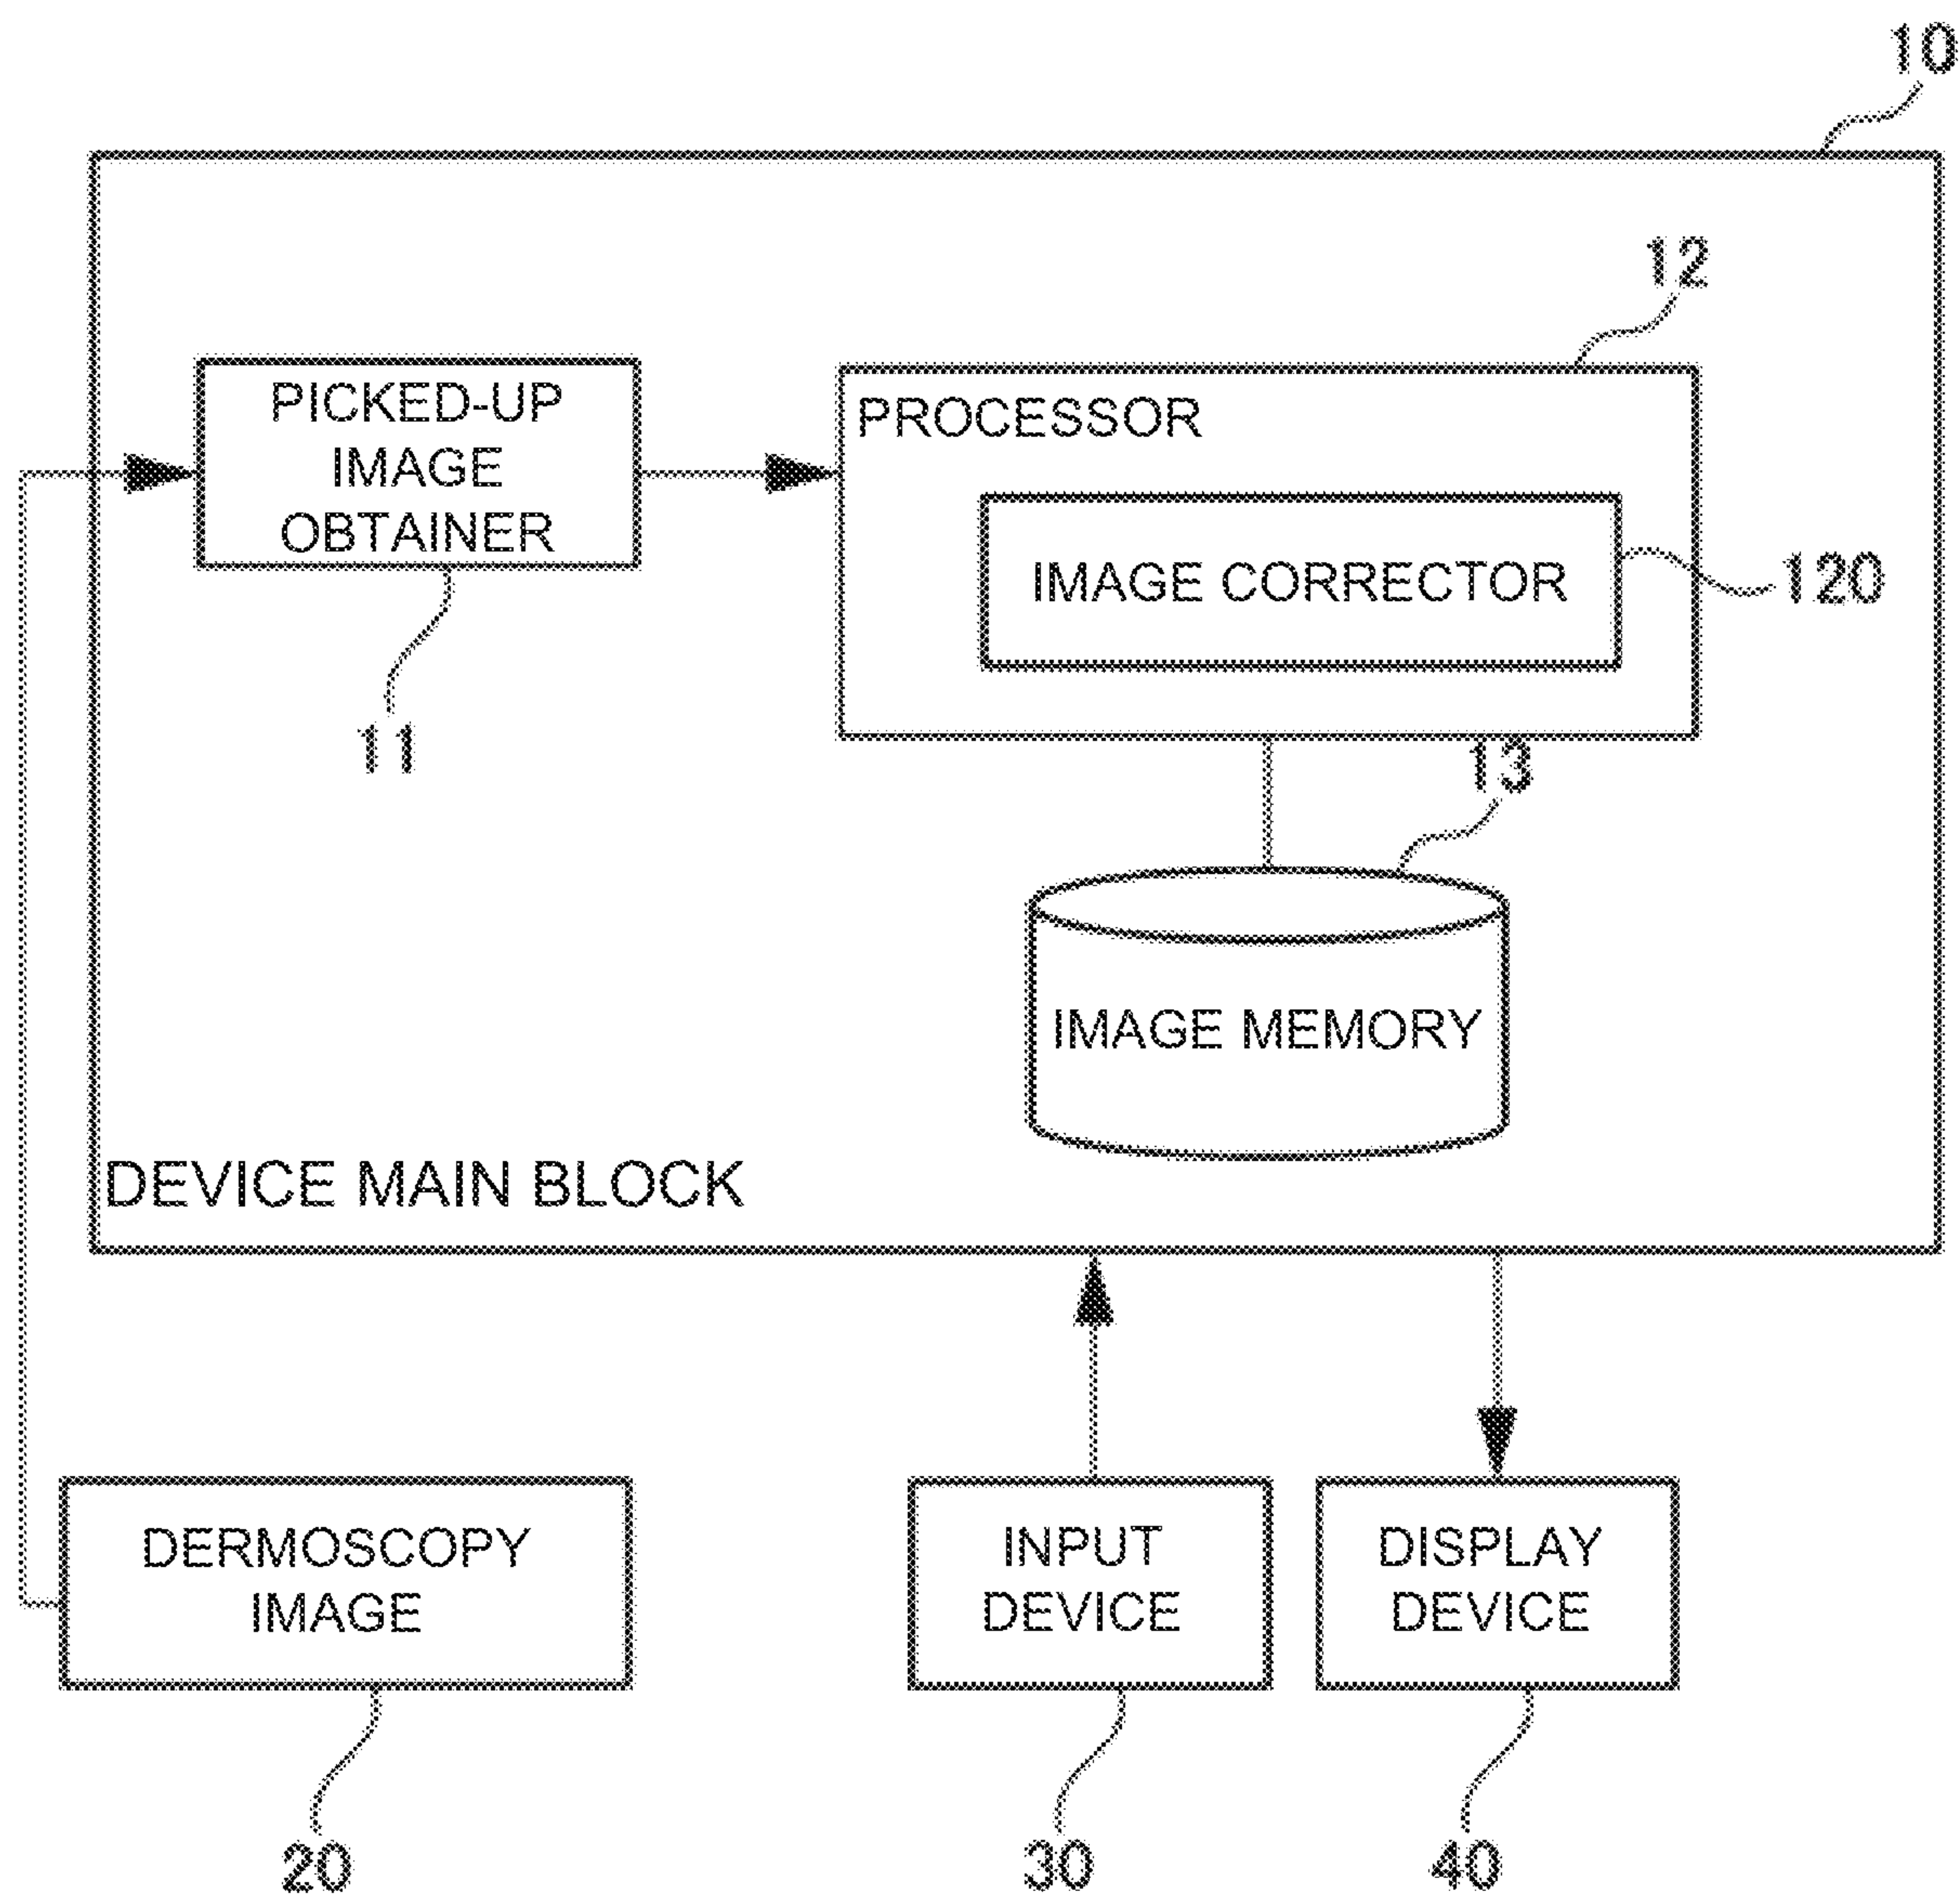 10
12
PICKED-UP
IMAGE
OBTAINER
PROCESSOR
IMAGE CORRECTOR
120
11
13
IMAGE MEMORY
DEVICE MAIN BLOCK
DERMOSCOPY
IMAGE
INPUT
DEVICE
DISPLAY
DEVICE
20
30
40